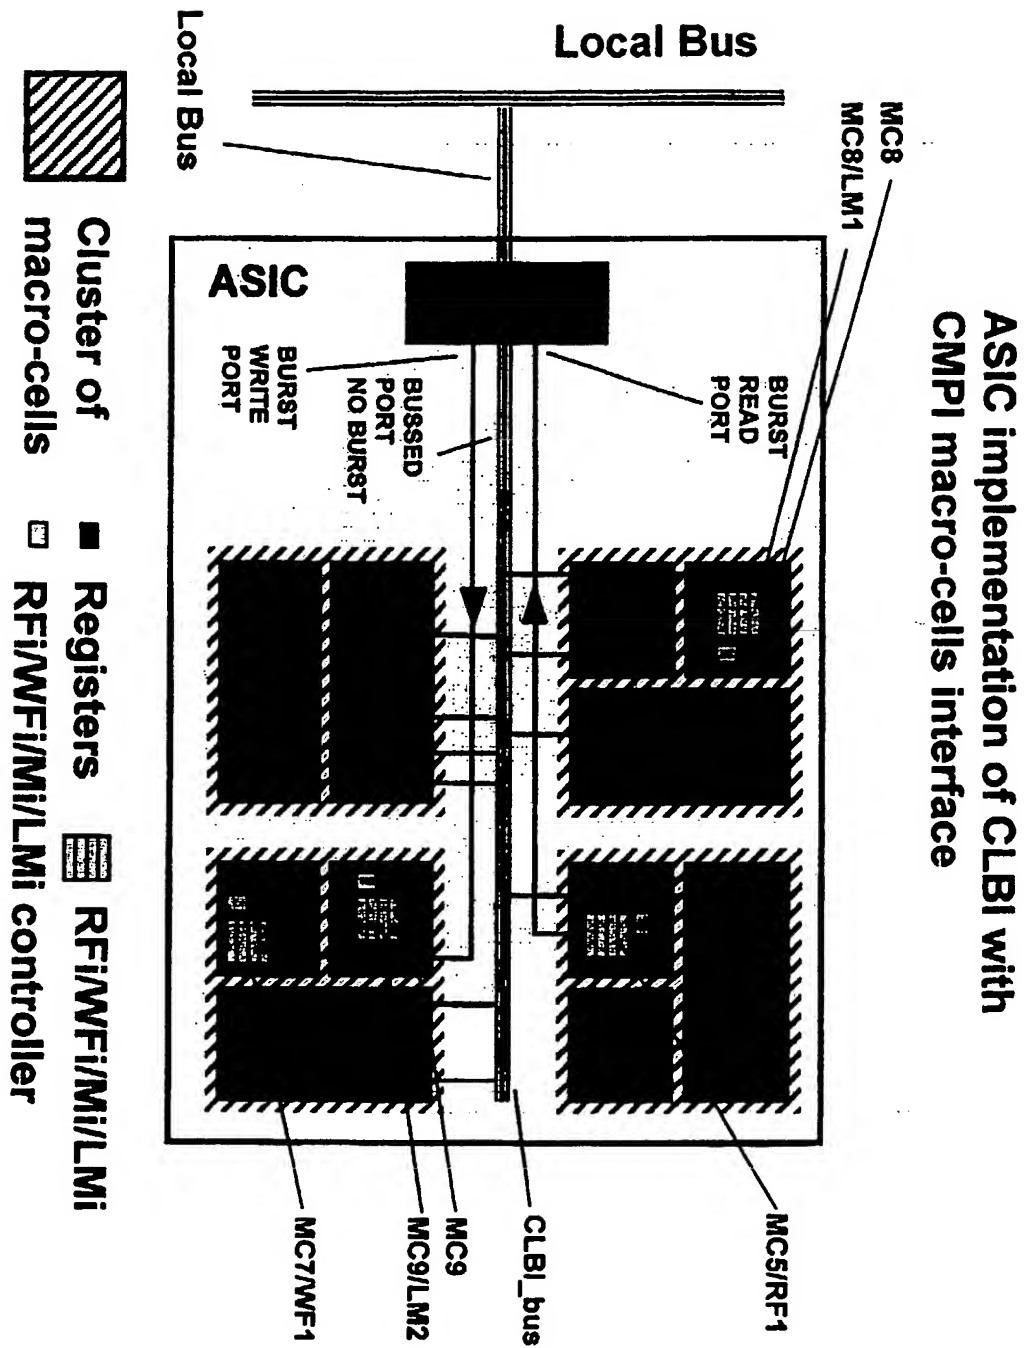 ASIC implementation of CLBI with
CMPI macro-cells interface
MC8
MC8/LM1
Local Bus
Local Bus
ASIC
BURST
READ
PORT
BUSSED
PORT
NO BURST
BURST
WRITE
PORT
MC5/RF1
CLBI_bus
MC9
MC9/LM2
MC7/WF1
Cluster of
macro-cells
Registers
RFi/WFi/Mi/LMi
RFi/WFi/Mi/LMi controller